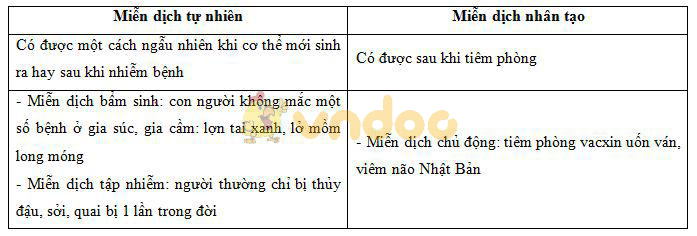 Miễn dịch tự nhiên
Miễn dịch nhân tạo
Có được một cách ngẫu nhiên khi cơ thể mới sinh
ra hay sau khi nhiễm bệnh
Có được sau khi tiêm phòng
- Miễn dịch bẩm sinh: con người không mắc một
số bệnh ở gia súc, gia cầm: lợn tai xanh, lở mồm
long móng
- Miễn dịch tập nhiễm: người thường chỉ bị thủy
đậu, sởi, quai bị 1 lần trong đời
- Miễn dịch chủ động: tiêm phòng vacxin uốn ván,
viêm não Nhật Bản
vndoc